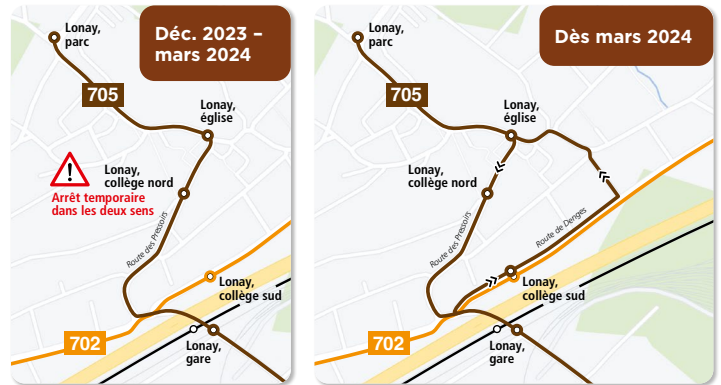 Déc. 2023 –
mars 2024
Lonay,
parc
705
Lonay,
église
Lonay,
collège nord
Arrêt temporaire
dans les deux sens
Route des Pressoirs
Lonay,
collège sud
702
Lonay,
gare
Dès mars 2024
Lonay,
parc
705
Lonay,
église
Lonay,
collège nord
Route des Pressoirs
Route de Denges
Lonay,
collège sud
702
Lonay,
gare